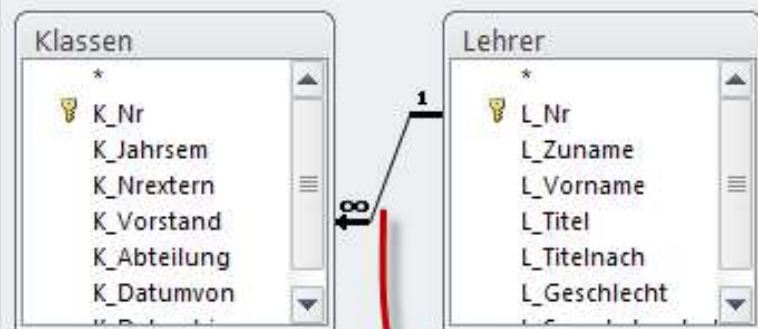 Klassen
*
K_Nr
K_Jahrsem
K_Nrextern
K_Vorstand
K_Abteilung
K_Datumvon
1
∞
Lehrer
*
L_Nr
L_Zuname
L_Vorname
L_Titel
L_Titelnach
L_Geschlecht